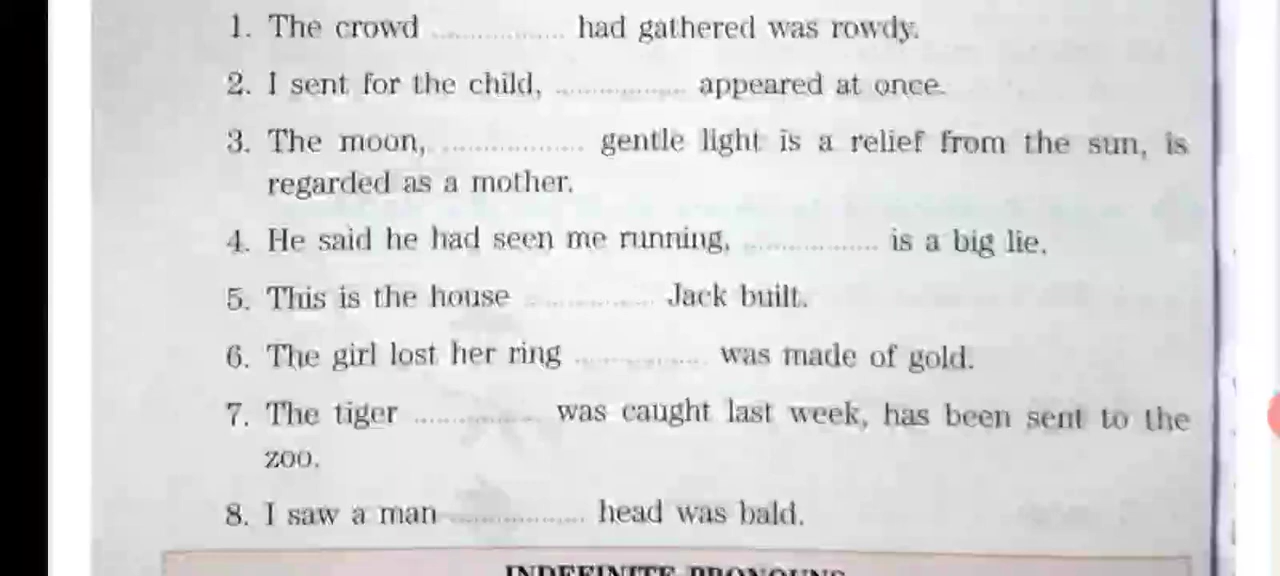 1. The crowd ............... had gathered was rowdy.
2. I sent for the child, ............... appeared at once.
3. The moon, ............... gentle light is a relief from the sun, is
regarded as a mother.
4. He said he had seen me running, ............... is a big lie.
5. This is the house ............... Jack built.
6. The girl lost her ring ............... was made of gold.
7. The tiger ............... was caught last week, has been sent to the
zoo.
8. I saw a man ............... head was bald.
INDEFINITE PRONOUNS